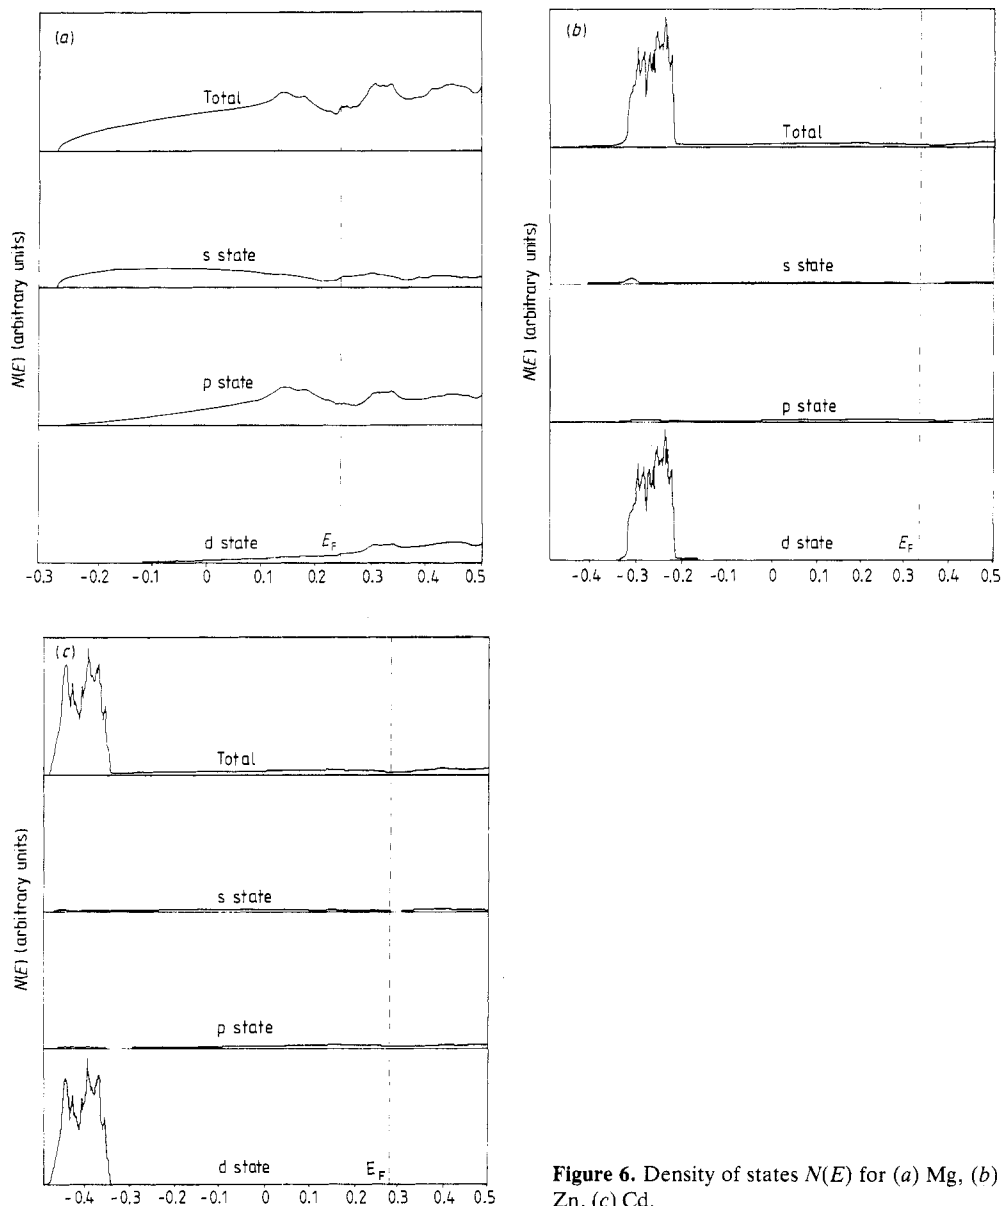 (a)
Total
s state
p state
d state
E_F
N(E) (arbitrary units)
-0.3 -0.2 -0.1 0 0.1 0.2 0.3 0.4 0.5
(b)
Total
s state
p state
d state
E_F
N(E) (arbitrary units)
-0.4 -0.3 -0.2 0 0.1 0.2 0.3 0.4 0.5
(c)
Total
s state
p state
d state
E_F
N(E) (arbitrary units)
-0.4 -0.3 -0.2 -0.1 0 0.1 0.2 0.3 0.4 0.5
Figure 6. Density of states N(E) for (a) Mg, (b)
Zn, (c) Cd.